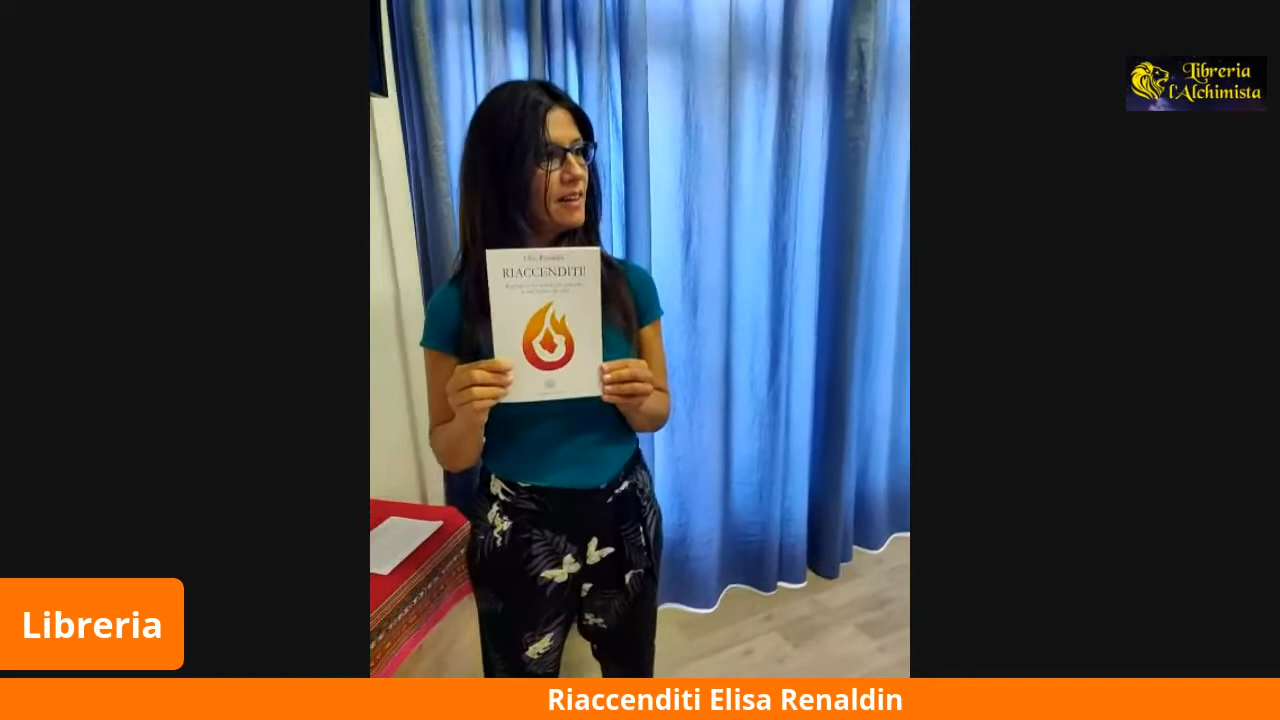 Libreria
l'Alchimista
RIACCENDITI!
Libreria
Riaccenditi Elisa Renaldin